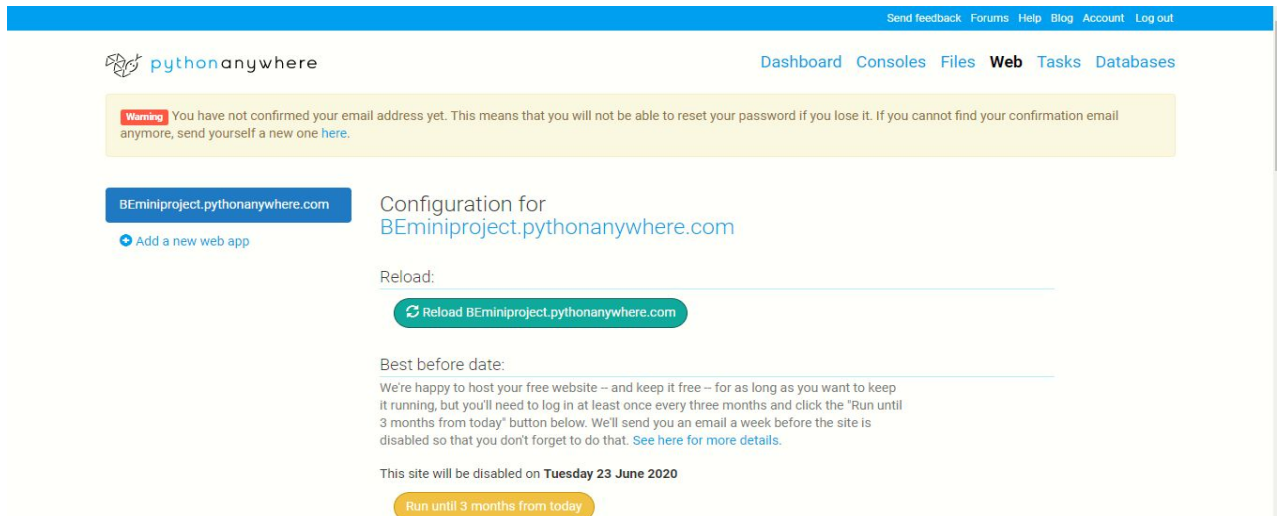 Send feedback Forums Help Blog Account Log out
pythonanywhere
Dashboard Consoles Files Web Tasks Databases
Warning You have not confirmed your email address yet. This means that you will not be able to reset your password if you lose it. If you cannot find your confirmation email
anymore, send yourself a new one here.
BEminiproject.pythonanywhere.com
Add a new web app
Configuration for
BEminiproject.pythonanywhere.com
Reload:
Reload BEminiproject.pythonanywhere.com
Best before date:
We're happy to host your free website -- and keep it free -- for as long as you want to keep
it running, but you'll need to log in at least once every three months and click the "Run until
3 months from today" button below. We'll send you an email a week before the site is
disabled so that you don't forget to do that. See here for more details.
This site will be disabled on Tuesday 23 June 2020
Run until 3 months from today